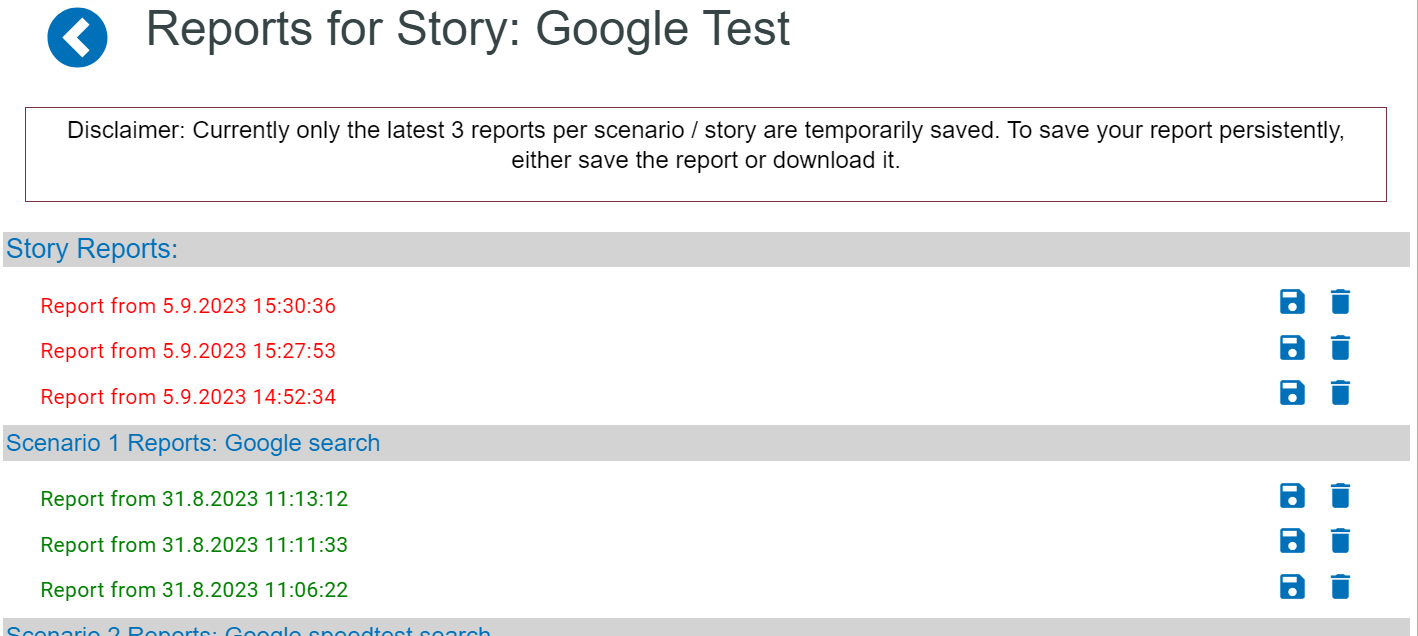 Reports for Story: Google Test
Disclaimer: Currently only the latest 3 reports per scenario / story are temporarily saved. To save your report persistently,
either save the report or download it.
Story Reports:
Report from 5.9.2023 15:30:36
Report from 5.9.2023 15:27:53
Report from 5.9.2023 14:52:34
Scenario 1 Reports: Google search
Report from 31.8.2023 11:13:12
Report from 31.8.2023 11:11:33
Report from 31.8.2023 11:06:22
Scenario 2 Reports: Google speedtest search